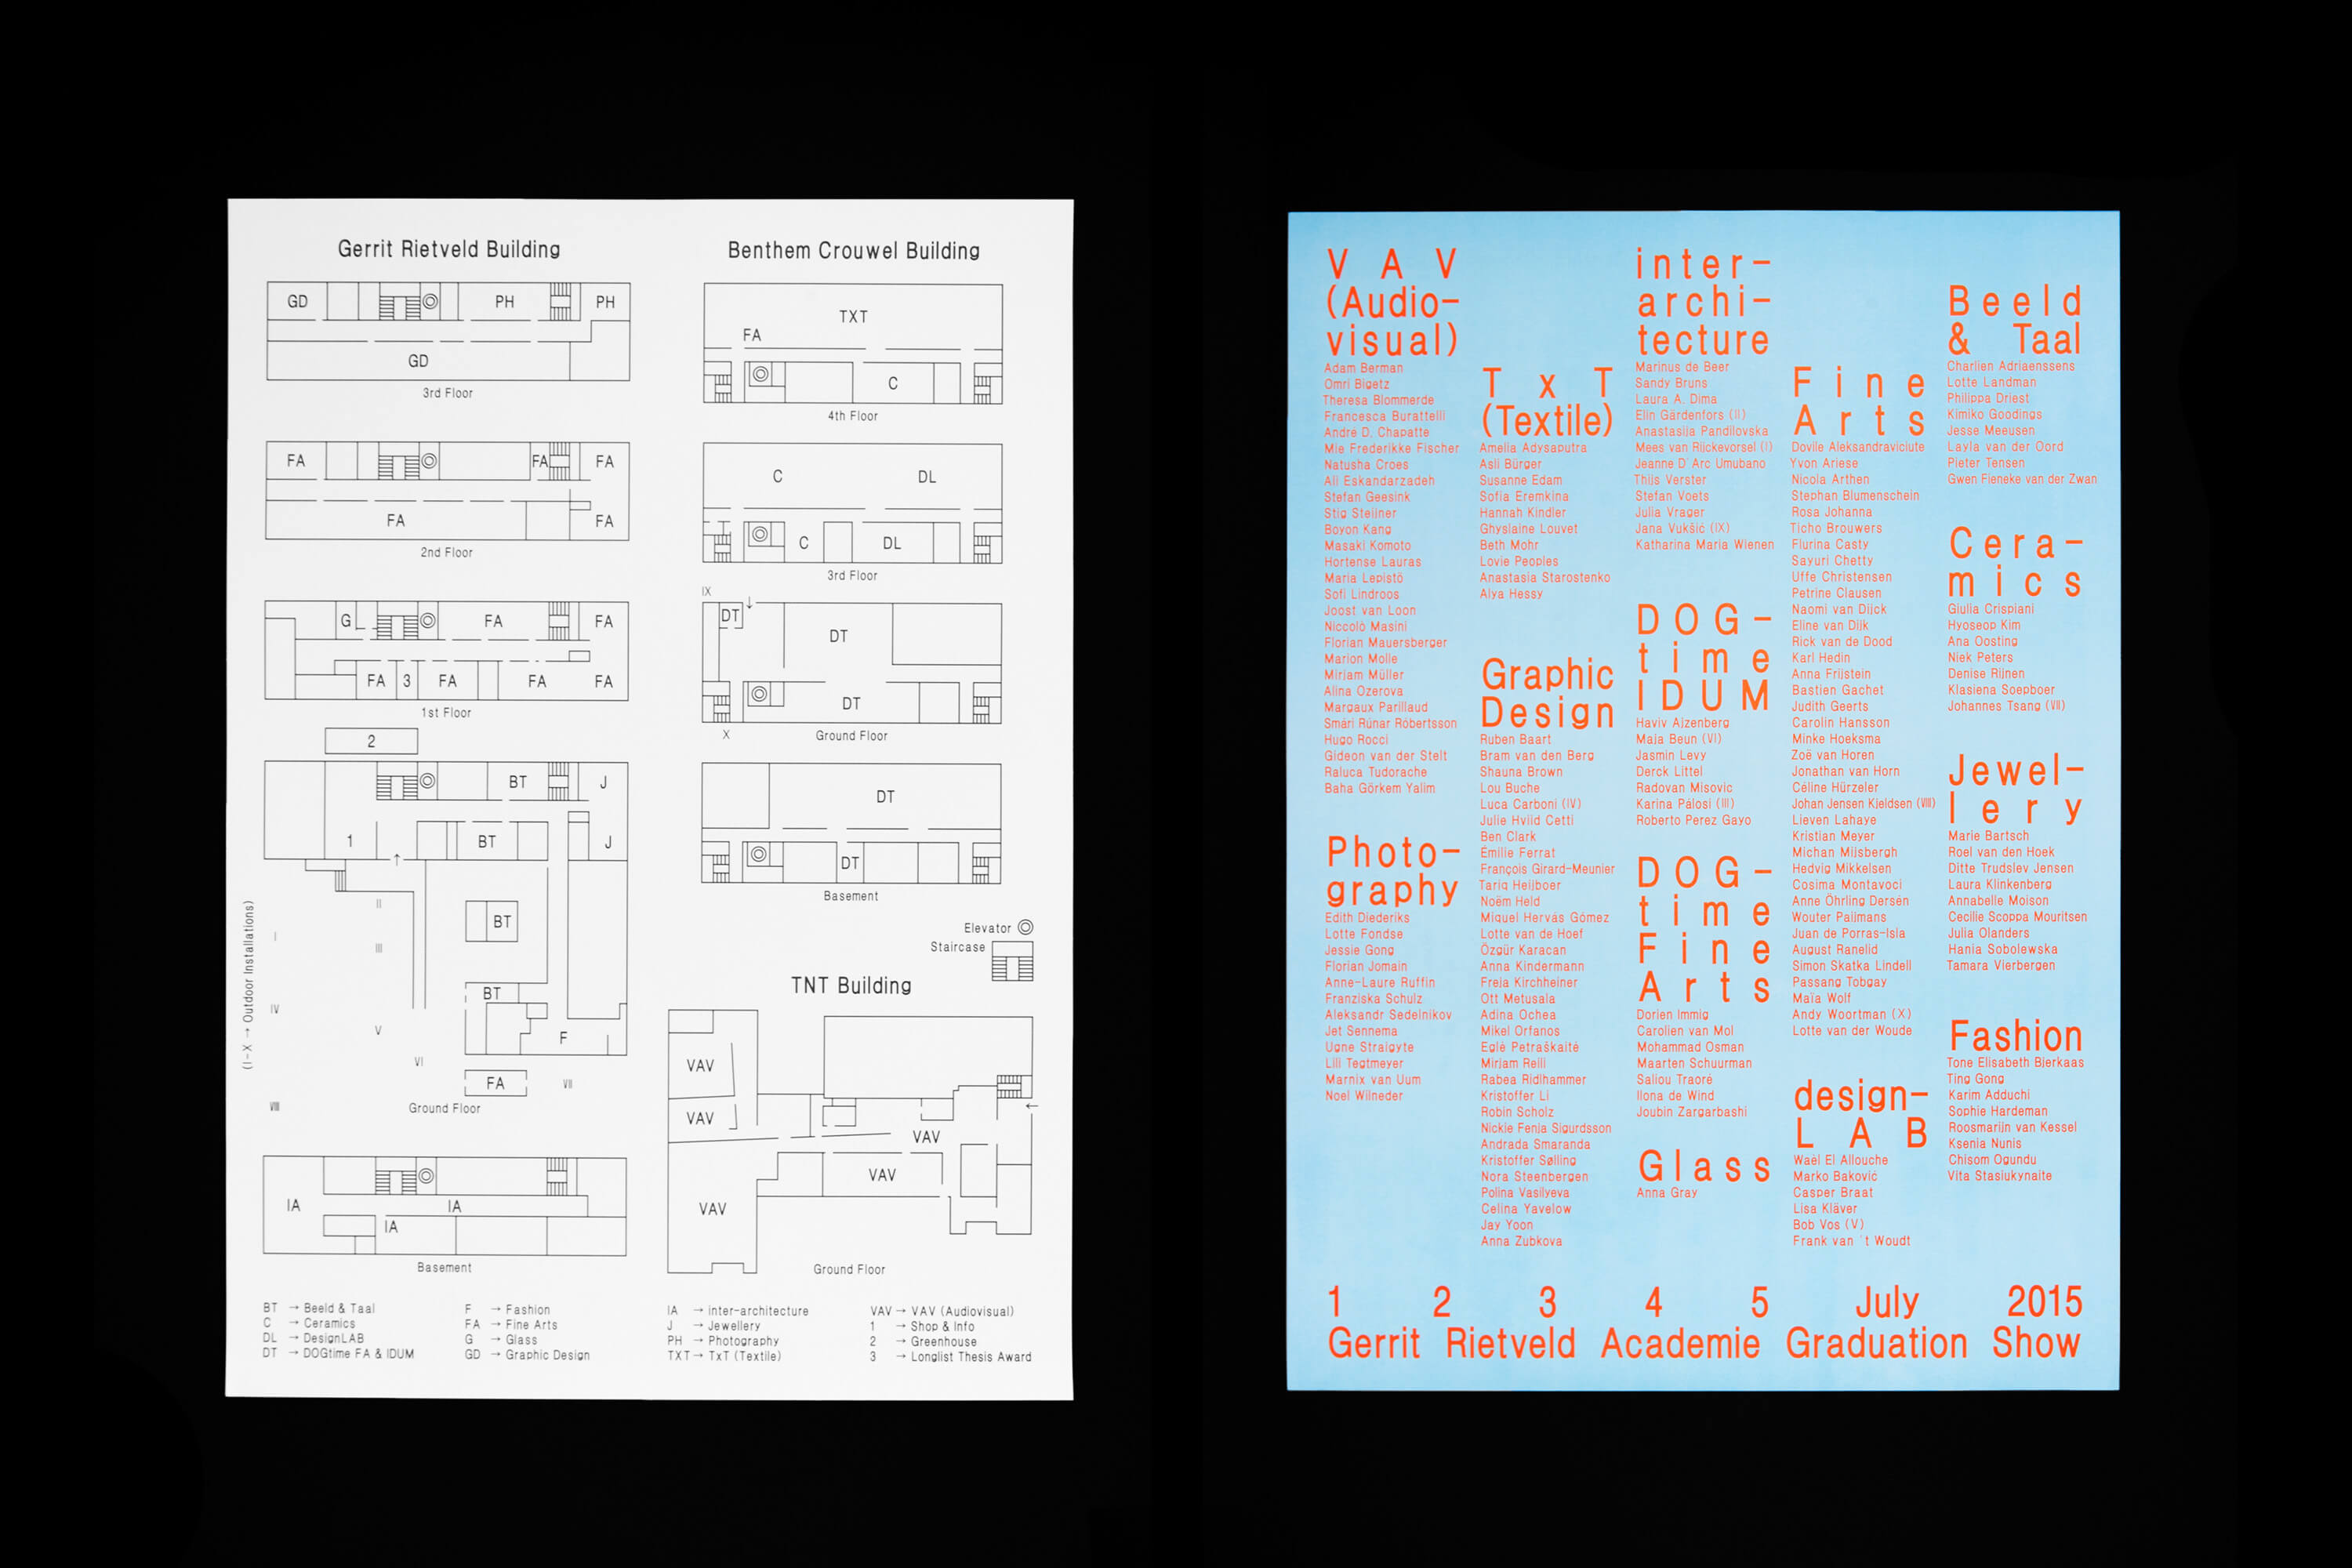 Gerrit Rietveld Building
GD
PH
PH
GD
3rd Floor
FA
FA
FA
FA
FA
2nd Floor
G
FA
FA
FA
3
FA
FA
FA
1st Floor
2
BT
J
1
BT
J
II
BT
I
III
(I–X → Outdoor Installations)
BT
IV
V
F
VI
FA
VII
VIII
Ground Floor
IA
IA
IA
Basement
Benthem Crouwel Building
TXT
FA
C
4th Floor
C
DL
C
DL
3rd Floor
IX
DT
↓
DT
DT
X
Ground Floor
DT
DT
Basement
Elevator
Staircase
TNT Building
VAV
VAV
VAV
VAV
VAV
Ground Floor
BT → Beeld & Taal
C → Ceramics
DL → DesignLAB
DT → DOGtime FA & IDUM
F → Fashion
FA → Fine Arts
G → Glass
GD → Graphic Design
IA → inter-architecture
J → Jewellery
PH → Photography
TXT → TxT (Textile)
VAV → VAV (Audiovisual)
1 → Shop & Info
2 → Greenhouse
3 → Longlist Thesis Award
VAV
(Audio–
visual)
Adam Berman
Omri Bigetz
Theresa Blommerde
Francesca Burattelli
André D. Chapatte
Mie Frederikke Fischer
Natusha Croes
Ali Eskandarzadeh
Stefan Geesink
Stig Steijner
Boyon Kang
Masaki Komoto
Hortense Lauras
Maria Lepistö
Sofi Lindroos
Joost van Loon
Niccolò Masini
Florian Mauersberger
Marion Molle
Mirjam Müller
Alina Ozerova
Margaux Parillaud
Smári Rúnar Róbertsson
Hugo Rocci
Gideon van der Stelt
Raluca Tudorache
Baha Görkem Yalim
Photo–
graphy
Edith Diederiks
Lotte Fondse
Jessie Gong
Florian Jomain
Anne-Laure Ruffin
Franziska Schulz
Aleksandr Sedelnikov
Jet Sennema
Ugne Straigyte
Lili Tegtmeyer
Marnix van Uum
Noel Wilneder
TxT
(Textile)
Amelia Adysaputra
Asli Bürger
Susanne Edam
Sofia Eremkina
Hannah Kindler
Ghyslaine Louvet
Beth Mohr
Lovie Peoples
Anastasia Starostenko
Alya Hessy
Graphic
Design
Ruben Baart
Bram van den Berg
Shauna Brown
Lou Buche
Luca Carboni (IV)
Julie Hviid Cetti
Ben Clark
Émilie Ferrat
François Girard-Meunier
Tariq Heijboer
Noëm Held
Miquel Hervás Gómez
Lotte van de Hoef
Özgür Karacan
Anna Kindermann
Freja Kirchheiner
Ott Metusala
Adina Ochea
Mikel Orfanos
Eglė Petraškaitė
Mirjam Reili
Rabea Ridlhammer
Kristoffer Li
Robin Scholz
Nickie Fenja Sigurdsson
Andrada Smaranda
Kristoffer Sølling
Nora Steenbergen
Polina Vasilyeva
Celina Yavelow
Jay Yoon
Anna Zubkova
inter–
archi–
tecture
Marinus de Beer
Sandy Bruns
Laura A. Dima
Elin Gärdenfors (II)
Anastasija Pandilovska
Mees van Rijckevorsel (I)
Jeanne D'Arc Umubano
Thijs Verster
Stefan Voets
Julia Vrager
Jana Vukšić (IX)
Katharina Maria Wienen
DOG–
time
IDUM
Haviv Ajzenberg
Maja Beun (VI)
Jasmin Levy
Derck Littel
Radovan Misovic
Karina Pálosi (III)
Roberto Perez Gayo
DOG–
time
Fine
Arts
Dorien Immig
Carolien van Mol
Mohammad Osman
Maarten Schuurman
Saliou Traoré
Ilona de Wind
Joubin Zargarbashi
Glass
Anna Gray
Fine
Arts
Dovile Aleksandraviciute
Yvon Ariese
Nicola Arthen
Stephan Blumenschein
Rosa Johanna
Ticho Brouwers
Flurina Casty
Sayuri Chetty
Uffe Christensen
Petrine Clausen
Naomi van Dijck
Eline van Dijk
Rick van de Dood
Karl Hedin
Anna Frijstein
Bastien Gachet
Judith Geerts
Carolin Hansson
Minke Hoeksma
Zoë van Horen
Jonathan van Horn
Céline Hürzeler
Johan Jensen Kjeldsen (VIII)
Lieven Lahaye
Kristian Meyer
Michan Mijsbergh
Hedvig Mikkelsen
Cosima Montavoci
Anne Öhrling Dersén
Wouter Paijmans
Juan de Porras-Isla
August Ranelid
Simon Skatka Lindell
Passang Tobgay
Maïa Wolf
Andy Woortman (X)
Lotte van der Woude
design–
LAB
Waèl El Allouche
Marko Baković
Casper Braat
Lisa Kläver
Bob Vos (V)
Frank van 't Woudt
Beeld
& Taal
Charlien Adriaenssens
Lotte Landman
Philippa Driest
Kimiko Goodings
Jesse Meeusen
Layla van der Oord
Pieter Tensen
Gwen Fieneke van der Zwan
Cera–
mics
Giulia Crispiani
Hyoseop Kim
Ana Oosting
Niek Peters
Denise Rijnen
Klasiena Soepboer
Johannes Tsang (VII)
Jewel–
lery
Marie Bartsch
Roel van den Hoek
Ditte Trudslev Jensen
Laura Klinkenberg
Annabelle Moison
Cecilie Scoppa Mouritsen
Julia Olanders
Hania Sobolewska
Tamara Vierbergen
Fashion
Tone Elisabeth Bjerkaas
Ting Gong
Karim Adduchi
Sophie Hardeman
Roosmarijn van Kessel
Ksenia Nunis
Chisom Ogundu
Vita Stasiukynaite
1 2 3 4 5 July 2015
Gerrit Rietveld Academie Graduation Show